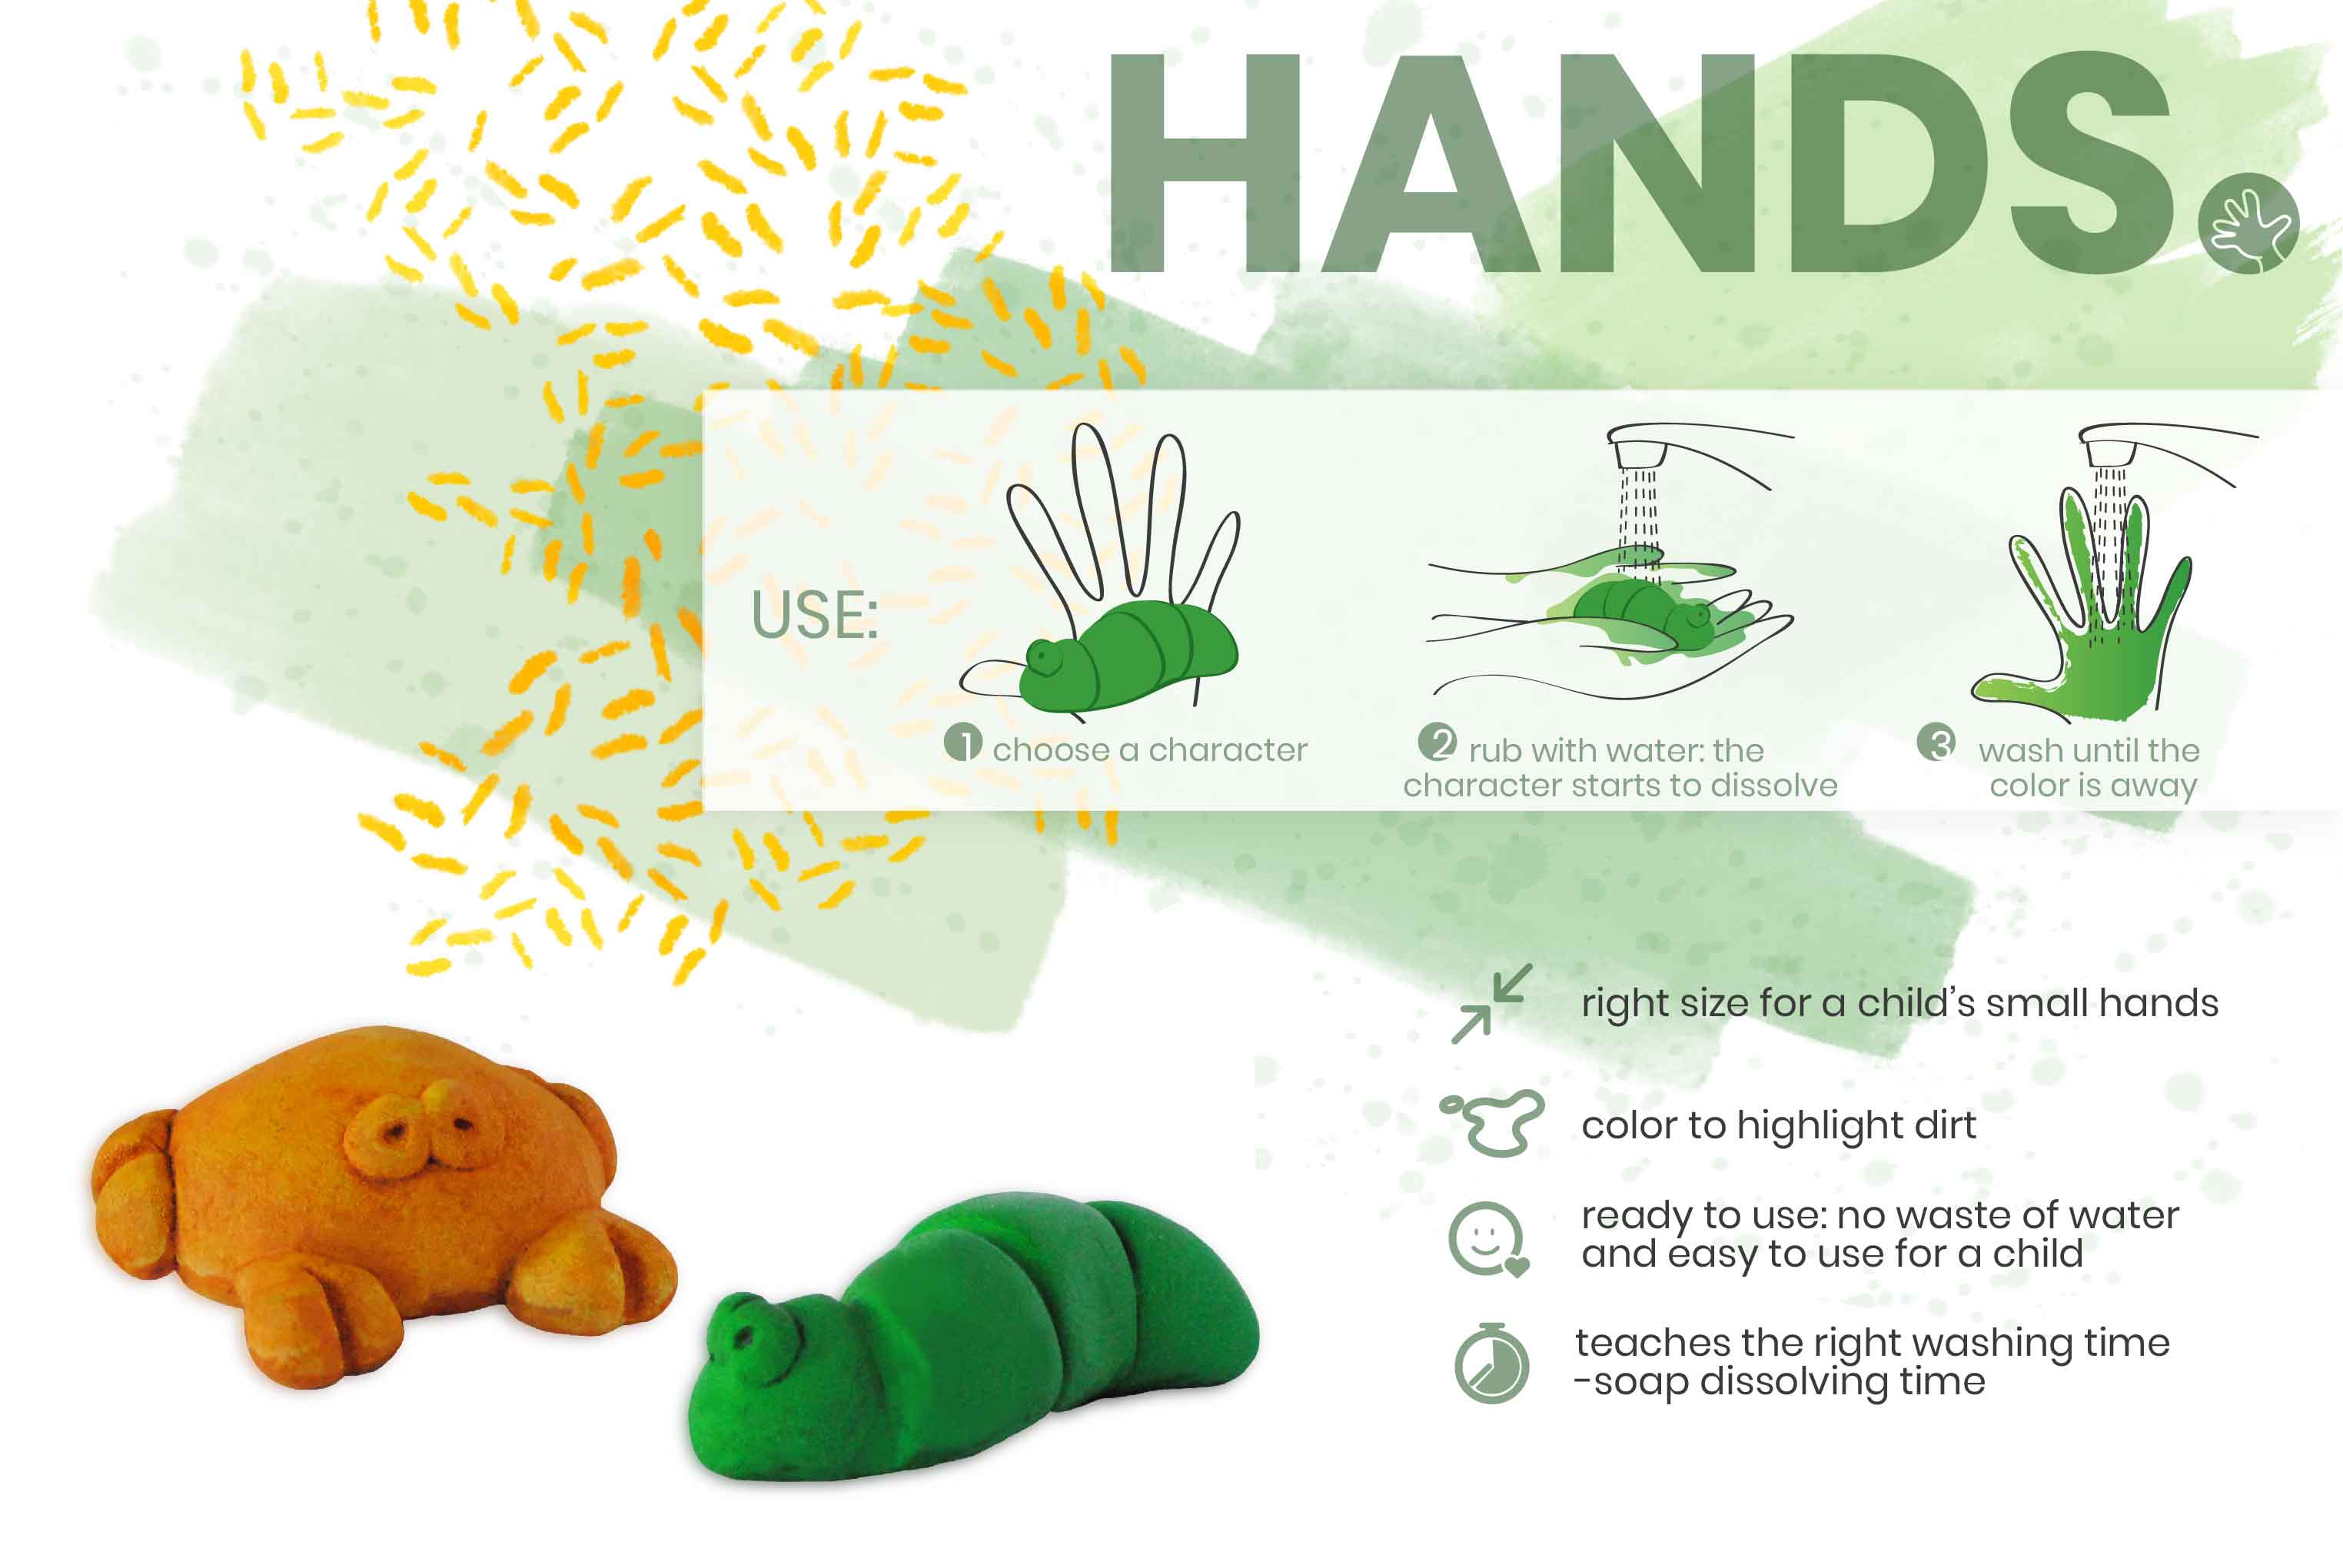 HANDS.
USE:
1 choose a character
2 rub with water: the
character starts to dissolve
3 wash until the
color is away
right size for a child’s small hands
color to highlight dirt
ready to use: no waste of water
and easy to use for a child
teaches the right washing time
-soap dissolving time